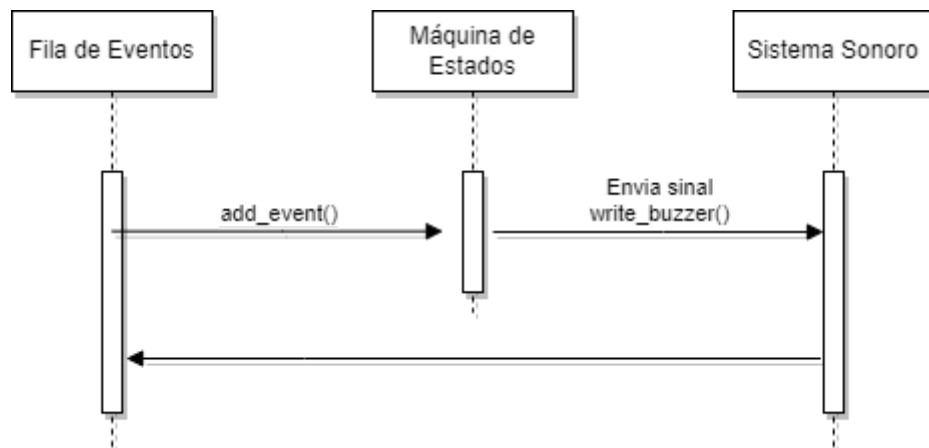 Fila de Eventos
Máquina de
Estados
Sistema Sonoro
add_event()
Envia sinal
write_buzzer()